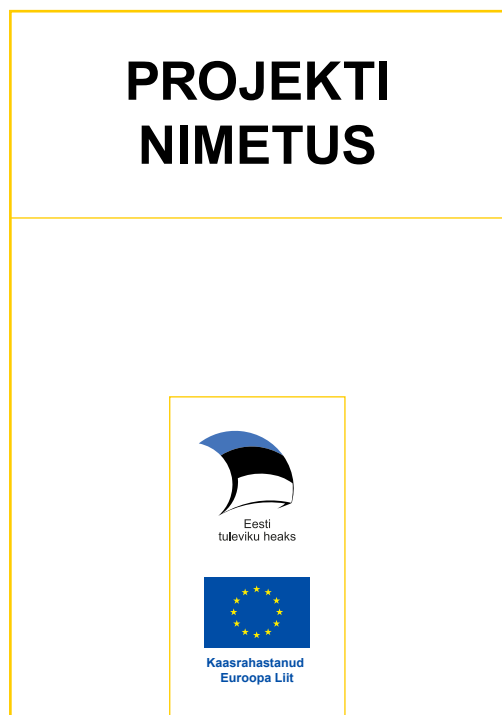 PROJEKTI
NIMETUS
Eesti
tuleviku heaks
Kaasrahastanud
Euroopa Liit